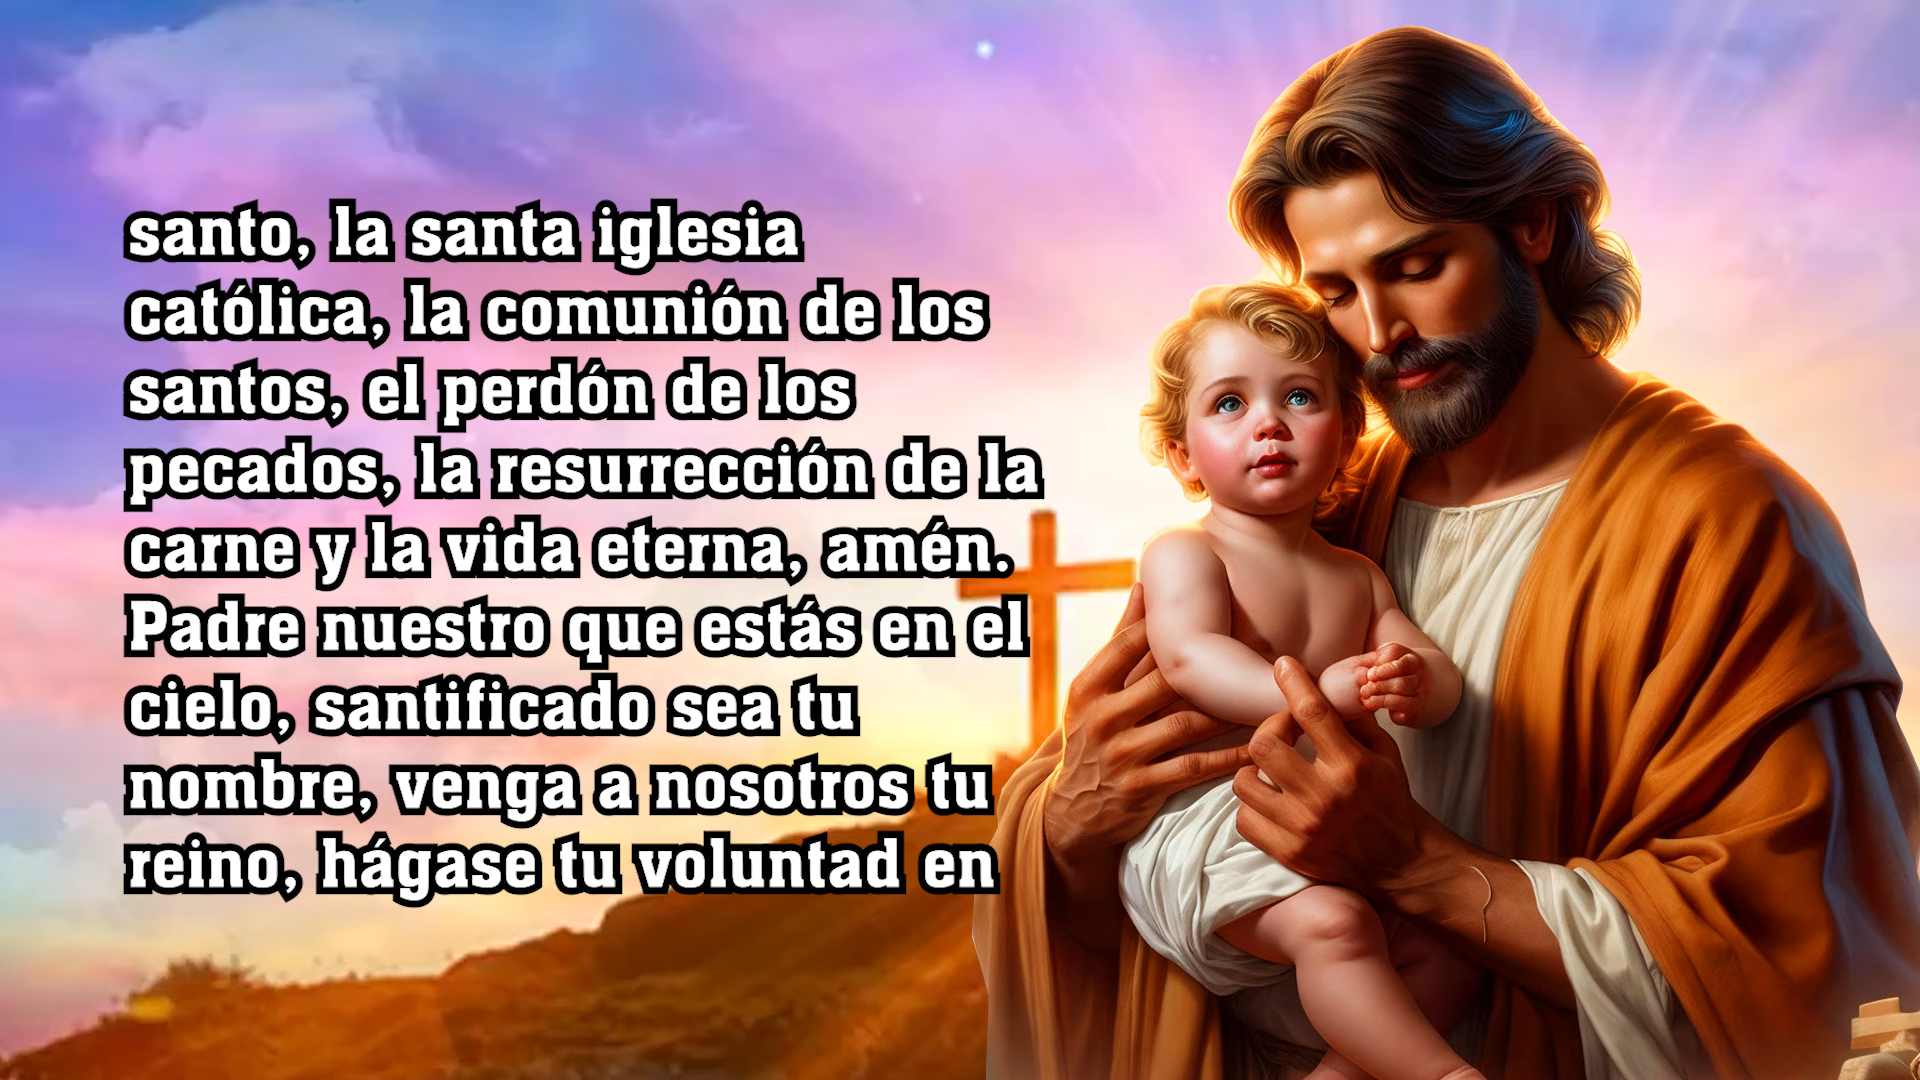 santo, la santa iglesia
católica, la comunión de los
santos, el perdón de los
pecados, la resurrección de la
carne y la vida eterna, amén.
Padre nuestro que estás en el
cielo, santificado sea tu
nombre, venga a nosotros tu
reino, hágase tu voluntad en